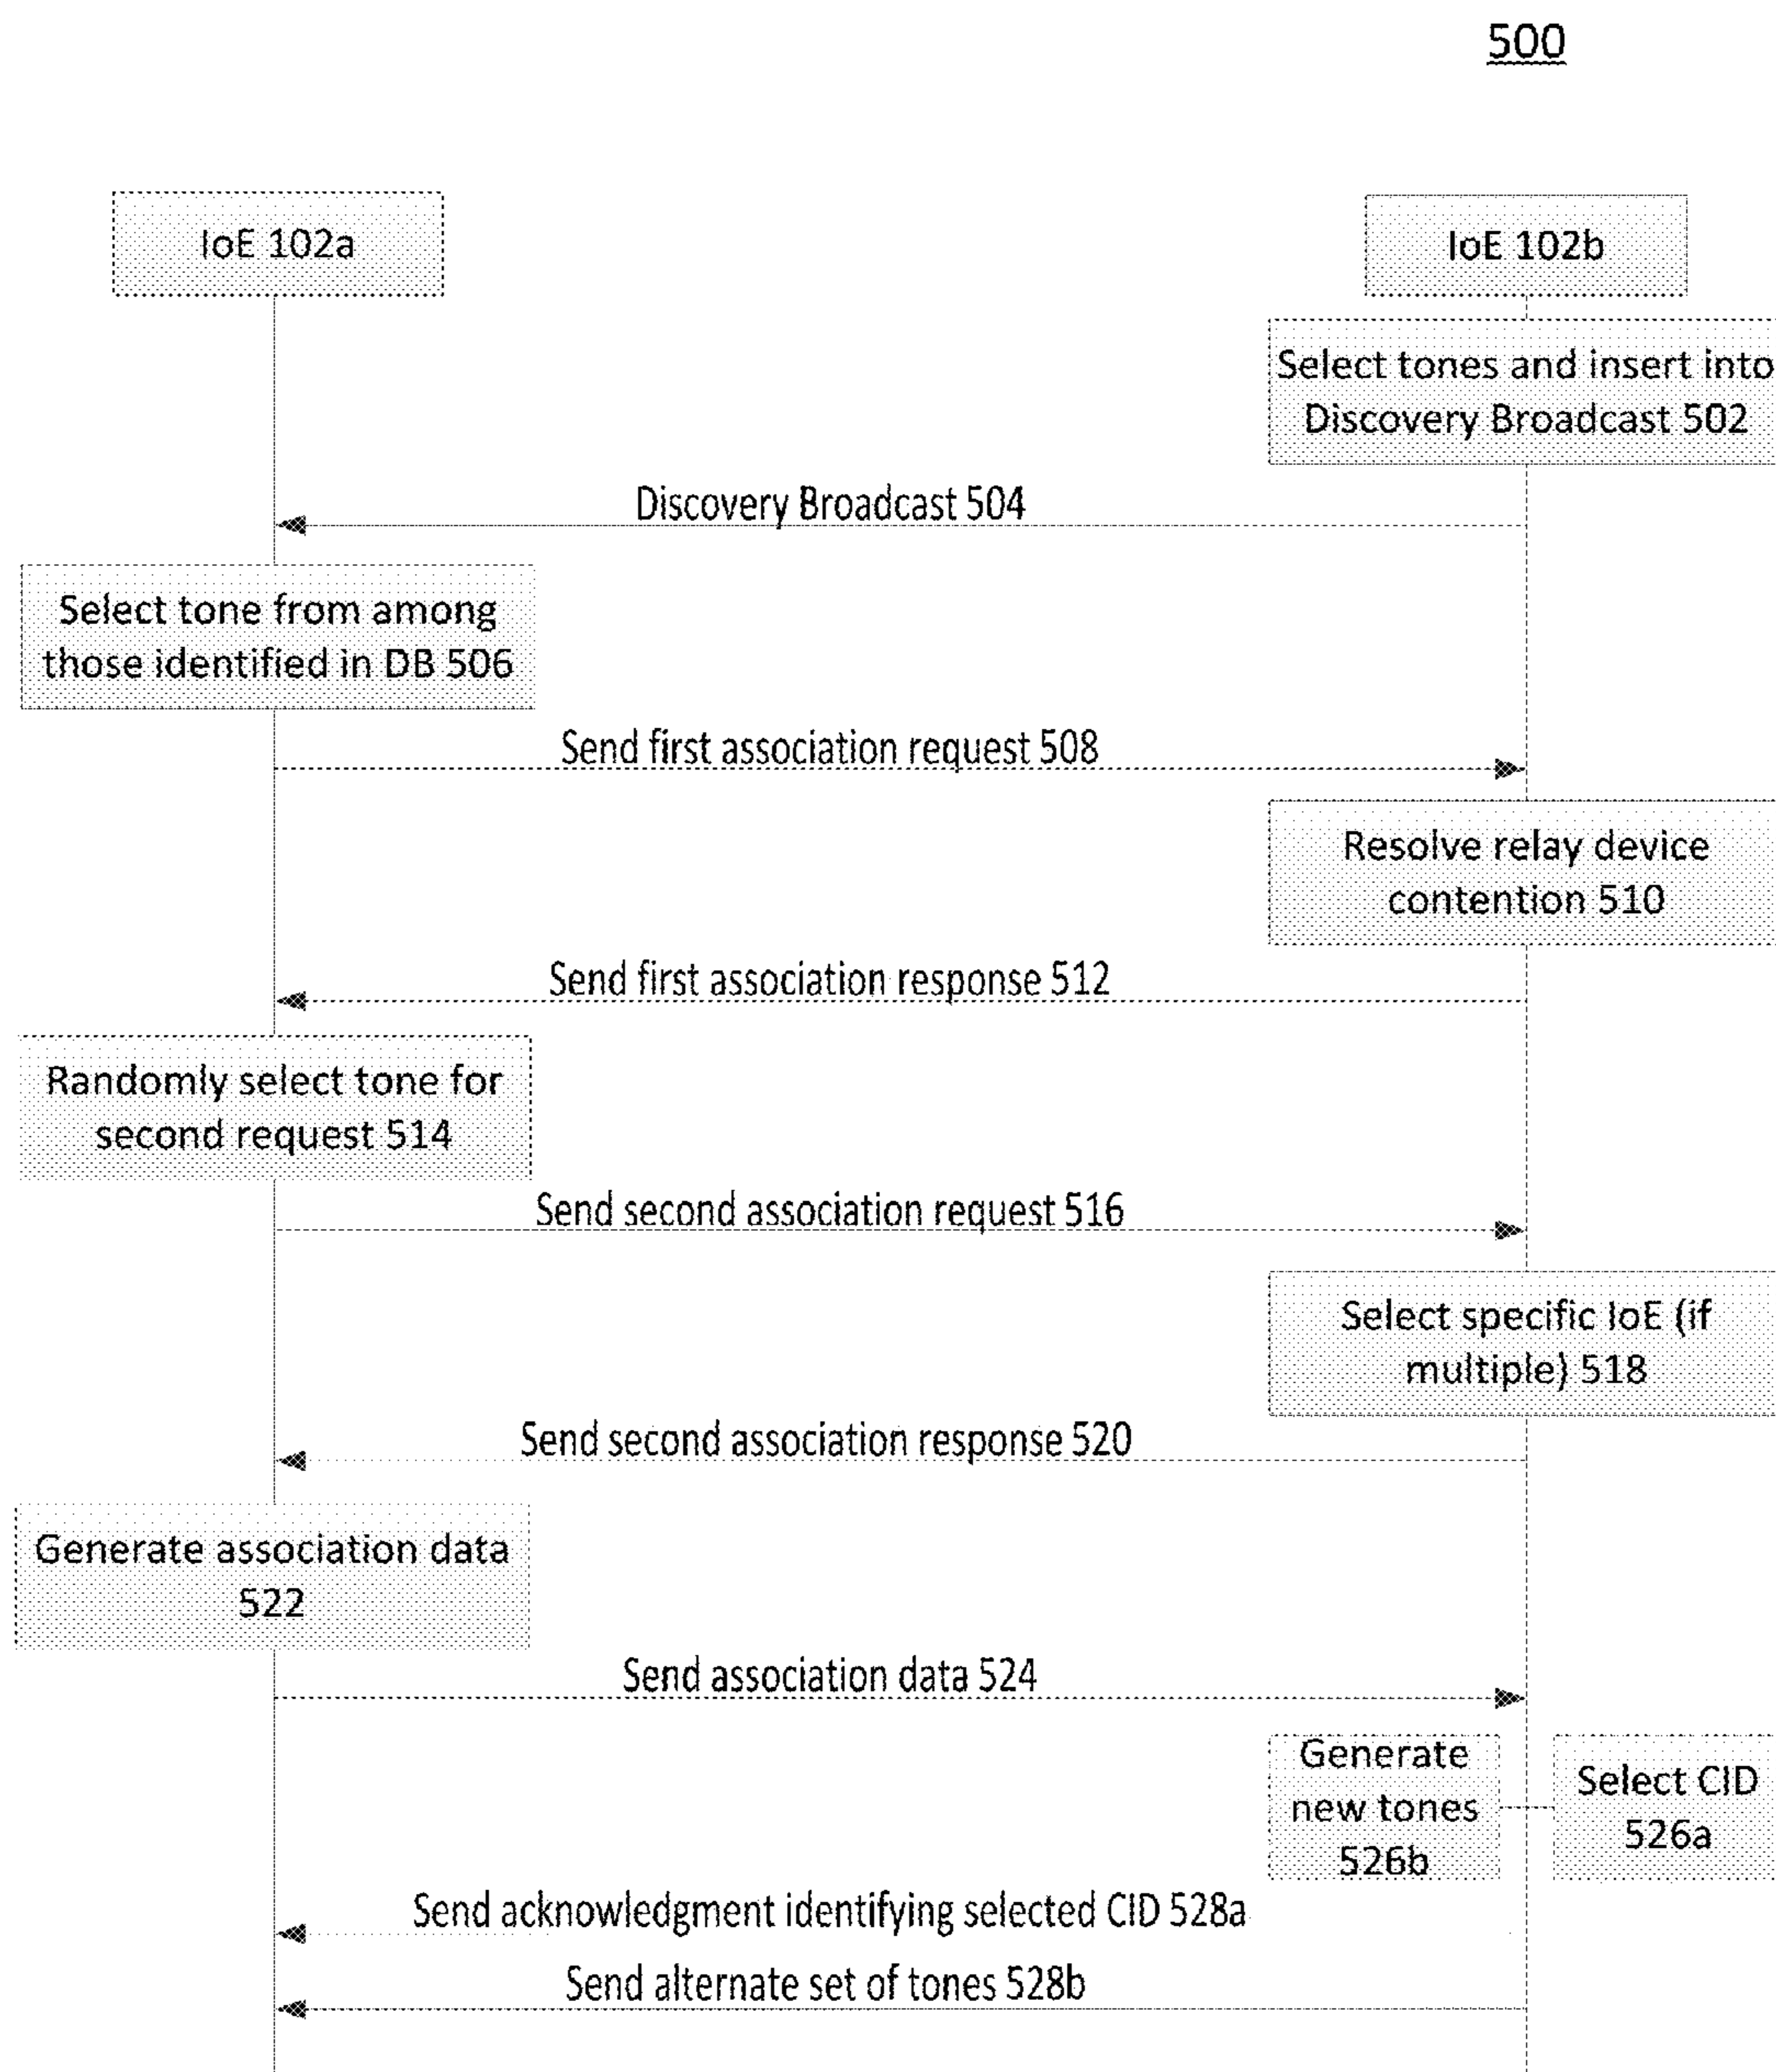 500
IoE 102a
IoE 102b
Select tones and insert into
Discovery Broadcast 502
Discovery Broadcast 504
Select tone from among
those identified in DB 506
Send first association request 508
Resolve relay device
contention 510
Send first association response 512
Randomly select tone for
second request 514
Send second association request 516
Select specific IoE (if
multiple) 518
Send second association response 520
Generate association data
522
Send association data 524
Generate
new tones
526b
Select CID
526a
Send acknowledgment identifying selected CID 528a
Send alternate set of tones 528b